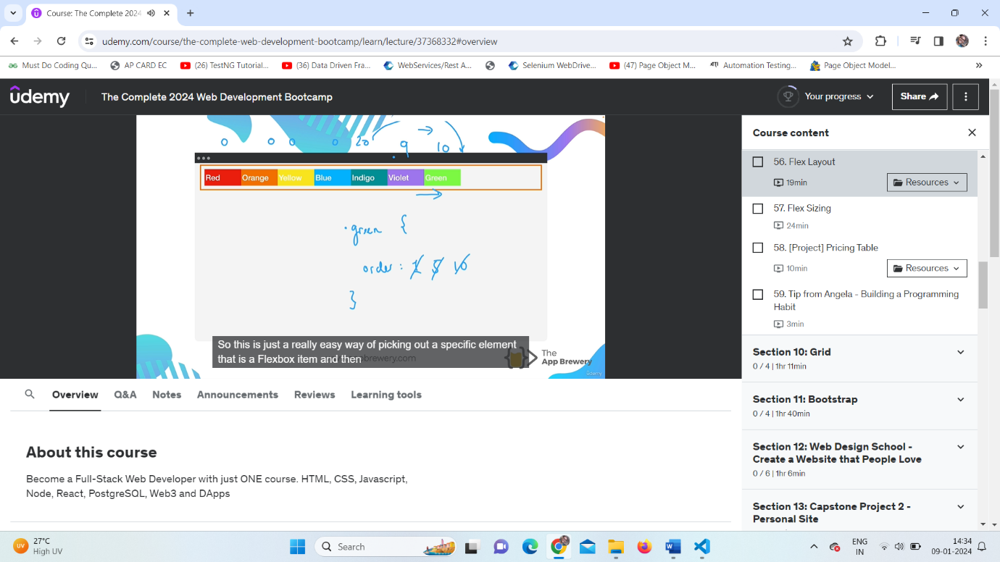 Course: The Complete 2024
udemy.com/course/the-complete-web-development-bootcamp/learn/lecture/37368332#overview
Must Do Coding Qu... AP CARD EC (26) TestNG Tutorial... (36) Data Driven Fra... WebServices/Rest A... Selenium WebDrive... (47) Page Object M... Automation Testing... Page Object Model...
udemy The Complete 2024 Web Development Bootcamp Your progress Share
0 0 0 0 20 9 10
Red Orange Yellow Blue Indigo Violet Green
.green {
order: 1 5 10
}
So this is just a really easy way of picking out a specific element
that is a Flexbox item and then
The
App Brewery
udemy
Course content
56. Flex Layout
19min Resources
57. Flex Sizing
24min
58. [Project] Pricing Table
10min Resources
59. Tip from Angela - Building a Programming
Habit
3min
Section 10: Grid
0 / 4 | 1hr 11min
Section 11: Bootstrap
0 / 4 | 1hr 40min
Section 12: Web Design School -
Create a Website that People Love
0 / 6 | 1hr 6min
Section 13: Capstone Project 2 -
Personal Site
Overview Q&A Notes Announcements Reviews Learning tools
About this course
Become a Full-Stack Web Developer with just ONE course. HTML, CSS, Javascript,
Node, React, PostgreSQL, Web3 and DApps
UV 27°C
High UV
Search
ENG
IN
14:34
09-01-2024